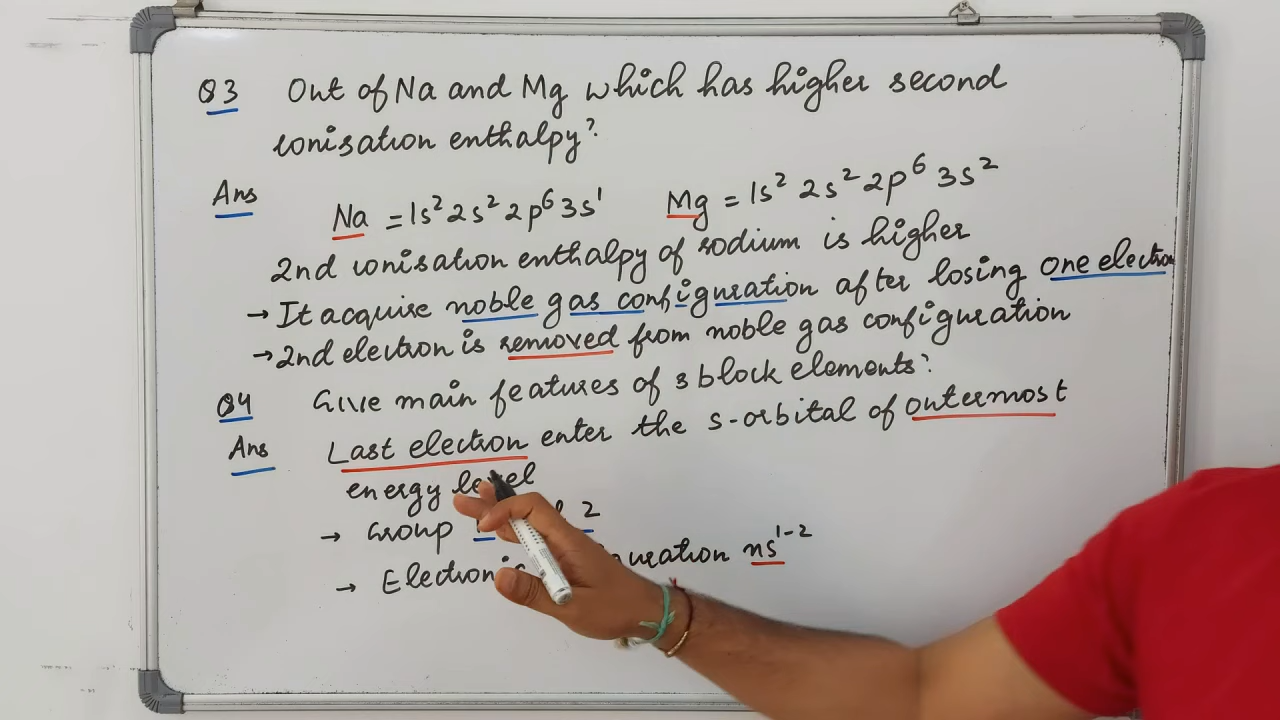 Q3 Out of Na and Mg which has higher second
ionisation enthalpy?
Ans
Na = 1s² 2s² 2p⁶ 3s¹ Mg = 1s² 2s² 2p⁶ 3s²
2nd ionisation enthalpy of sodium is higher
→ It acquire noble gas configuration after losing one electron
→ 2nd electron is removed from noble gas configuration
Q4 Give main features of s block elements?
Ans Last electron enter the s-orbital of outermost
energy level
→ Group 2
→ Electronic ns¹⁻²